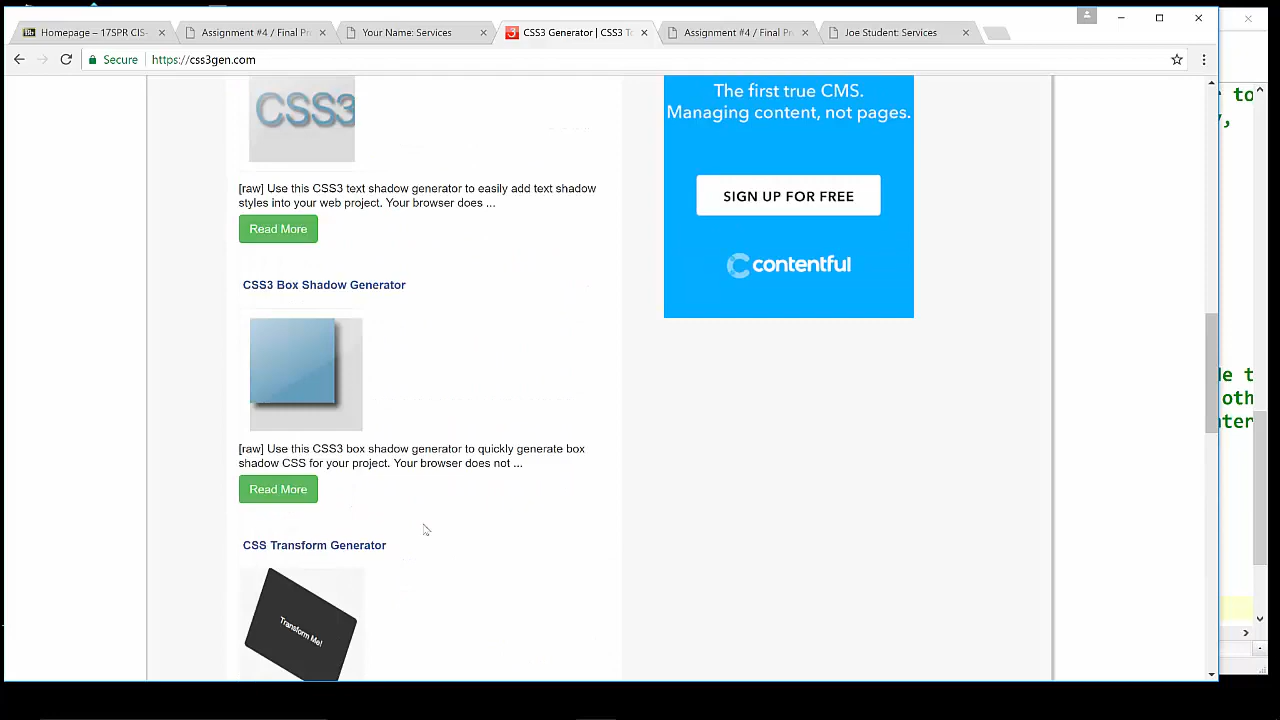 Homepage – 17SPR CIS-
Assignment #4 / Final Pr
Your Name: Services
CSS3 Generator | CSS3 T
Assignment #4 / Final Pr
Joe Student: Services
Secure
https://css3gen.com
CSS3
[raw] Use this CSS3 text shadow generator to easily add text shadow
styles into your web project. Your browser does ...
Read More
CSS3 Box Shadow Generator
[raw] Use this CSS3 box shadow generator to quickly generate box
shadow CSS for your project. Your browser does not ...
Read More
CSS Transform Generator
Transform Me!
The first true CMS.
Managing content, not pages.
SIGN UP FOR FREE
contentful
to
y,
de t
oth
nter